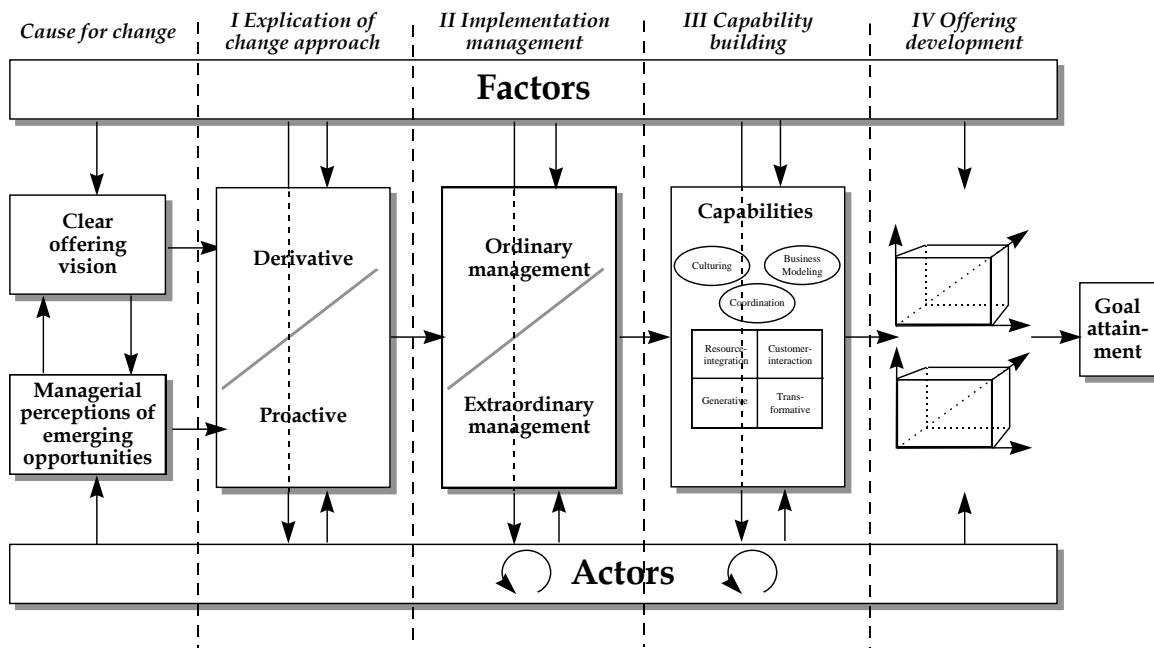 Cause for change
I Explication of
change approach
II Implementation
management
III Capability
building
IV Offering
development
Factors
Clear
offering
vision
Managerial
perceptions of
emerging
opportunities
Derivative
Proactive
Ordinary
management
Extraordinary
management
Capabilities
Culturing
Business
Modeling
Coordination
Resource-
integration
Customer-
interaction
Generative
Trans-
formative
Goal
attain-
ment
Actors